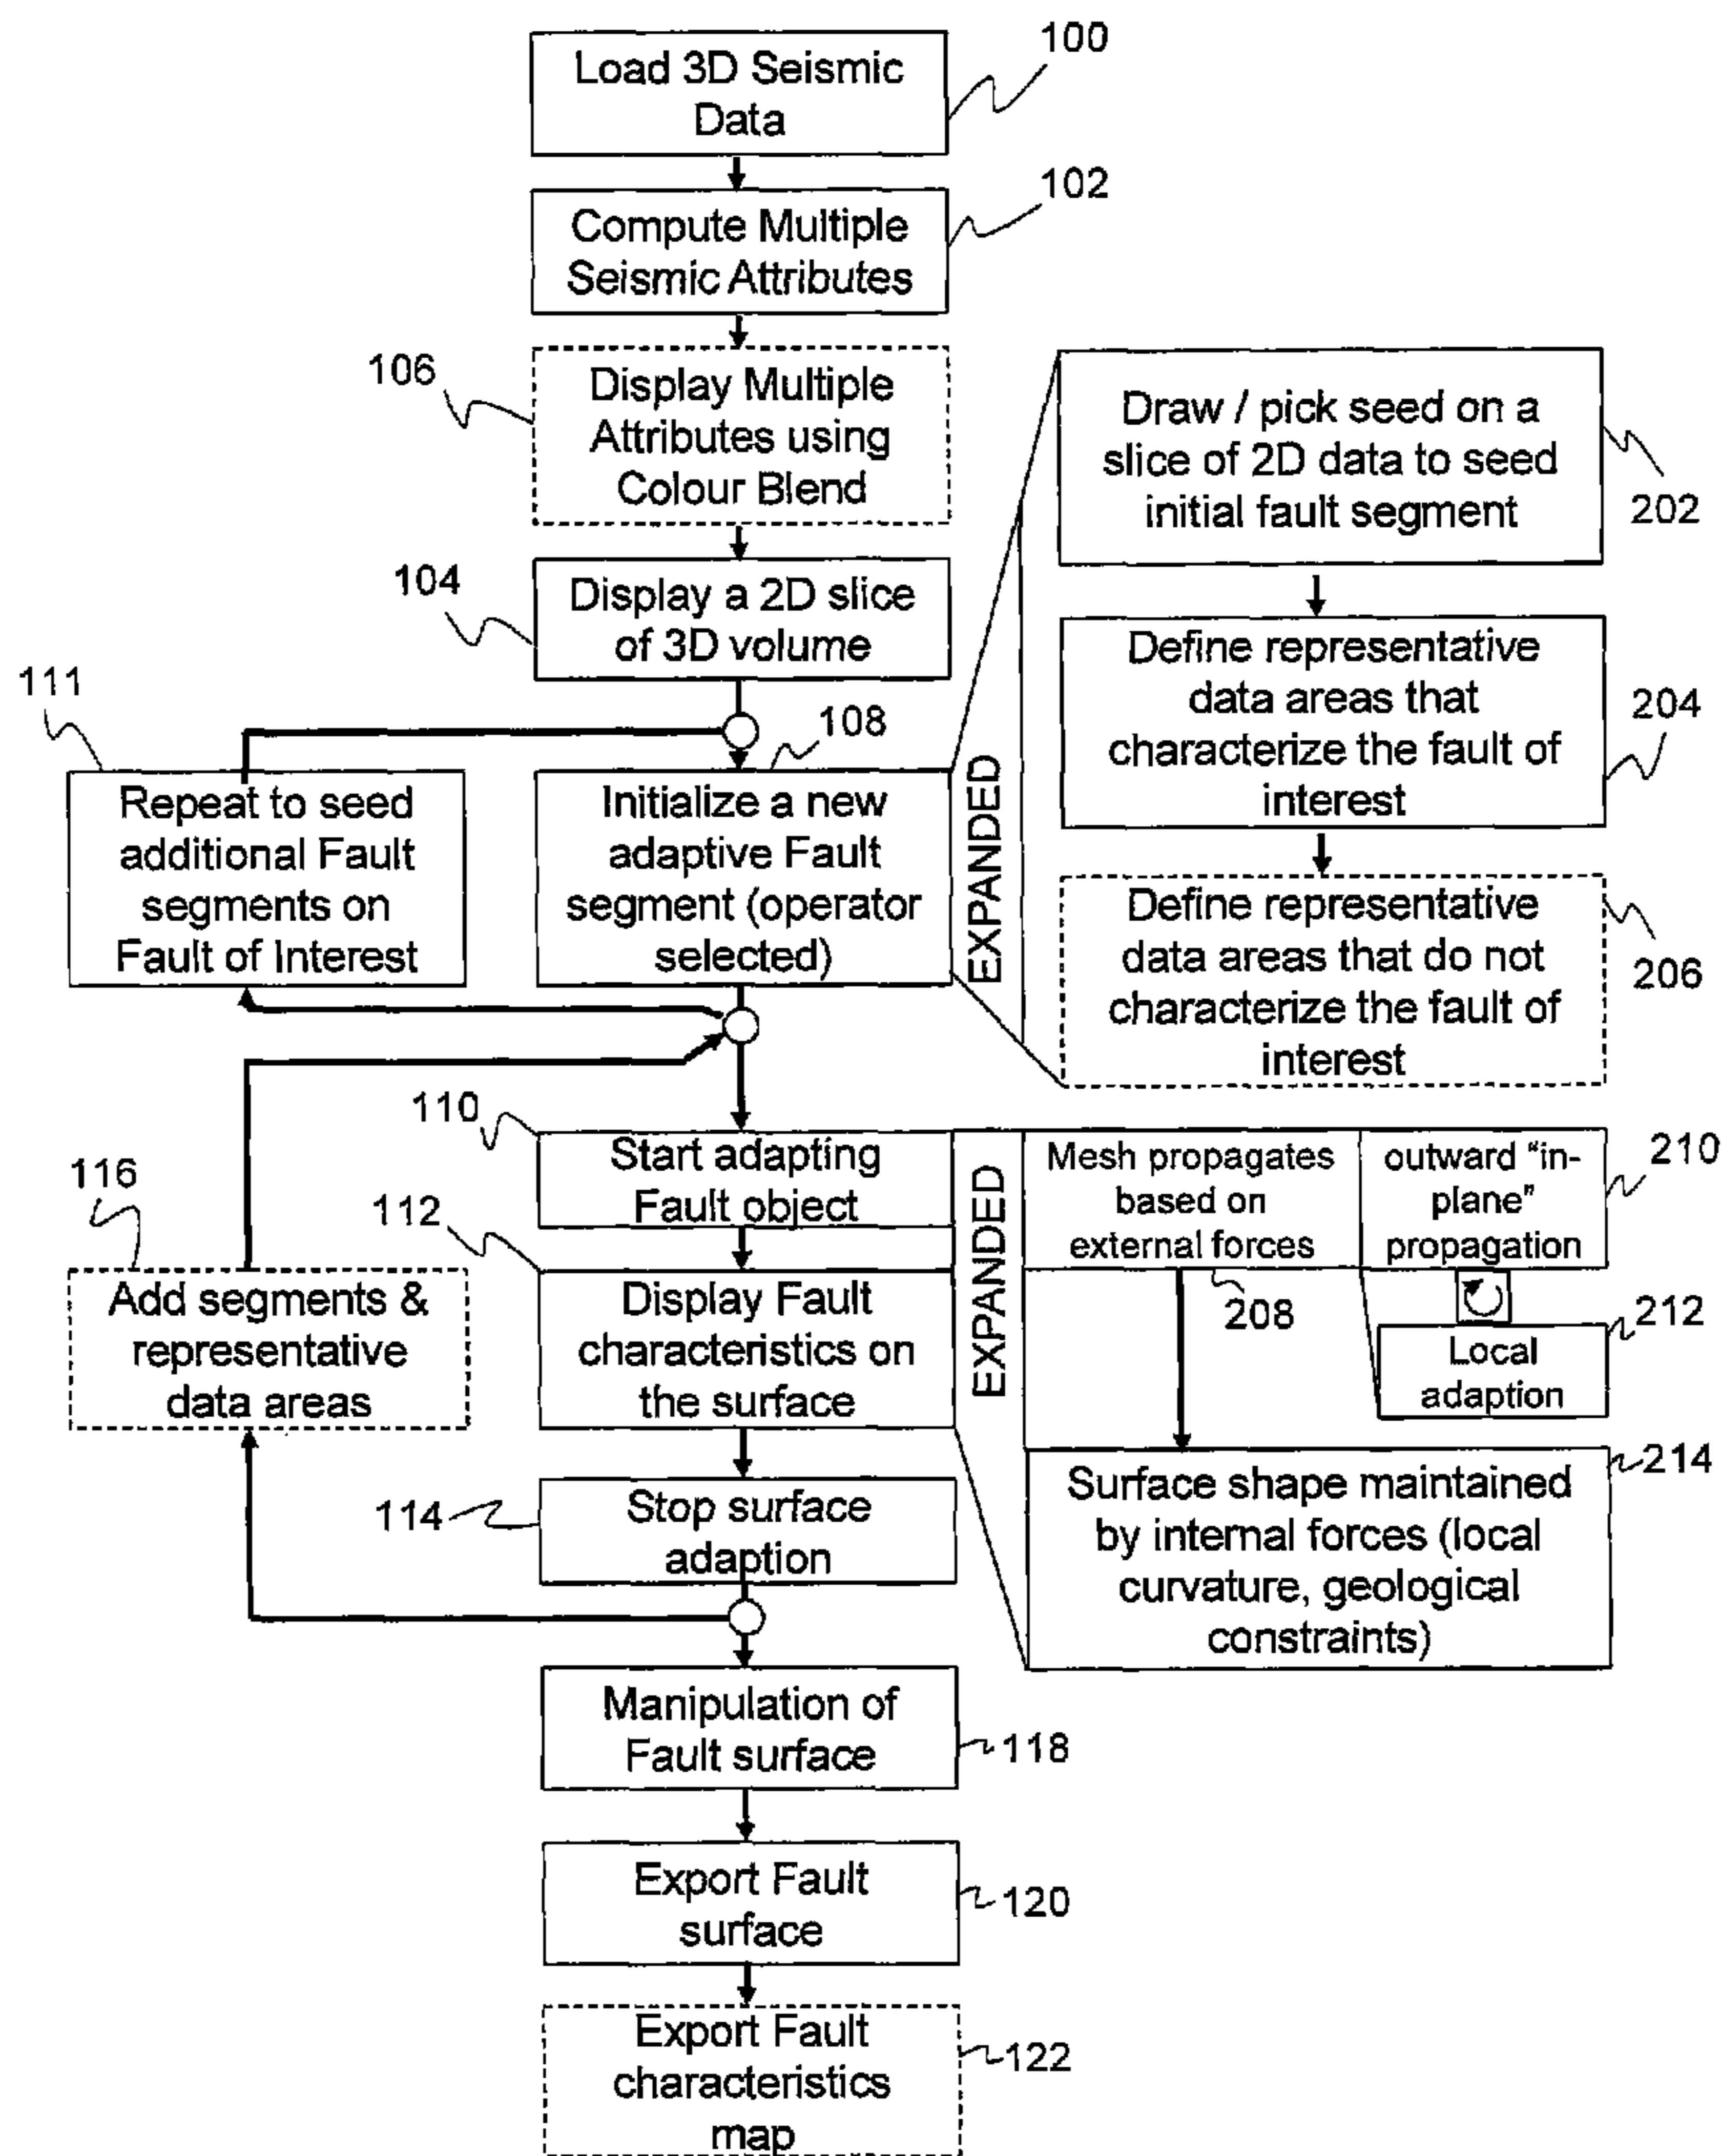 100
Load 3D Seismic
Data
102
Compute Multiple
Seismic Attributes
106
Display Multiple
Attributes using
Colour Blend
104
Display a 2D slice
of 3D volume
111
Repeat to seed
additional Fault
segments on
Fault of Interest
108
Initialize a new
adaptive Fault
segment (operator
selected)
EXPANDED
Draw / pick seed on a
slice of 2D data to seed
initial fault segment
202
Define representative
data areas that
characterize the fault of
interest
204
Define representative
data areas that do not
characterize the fault of
interest
206
110
Start adapting
Fault object
112
Display Fault
characteristics on
the surface
116
Add segments &
representative
data areas
EXPANDED
Mesh propagates
based on
external forces
208
outward "in-
plane"
propagation
210
212
Local
adaption
214
Surface shape maintained
by internal forces (local
curvature, geological
constraints)
114
Stop surface
adaption
Manipulation of
Fault surface
118
Export Fault
surface
120
Export Fault
characteristics
map
122